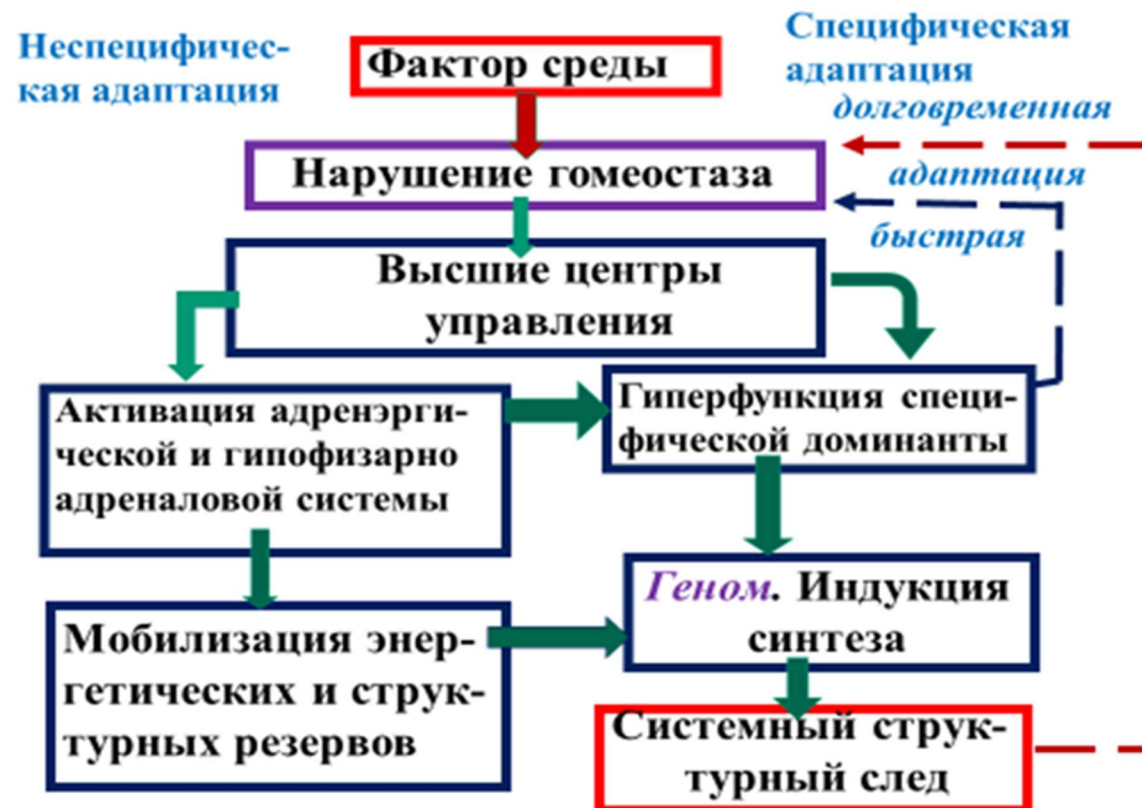 Неспецифичес-
кая адаптация
Фактор среды
Специфическая
адаптация
долговременная
Нарушение гомеостаза
адаптация
быстрая
Высшие центры
управления
Активация адренэрги-
ческой и гипофизарно
адреналовой системы
Гиперфункция специ-
фической доминанты
Мобилизация энер-
гетических и струк-
турных резервов
Геном. Индукция
синтеза
Системный струк-
турный след